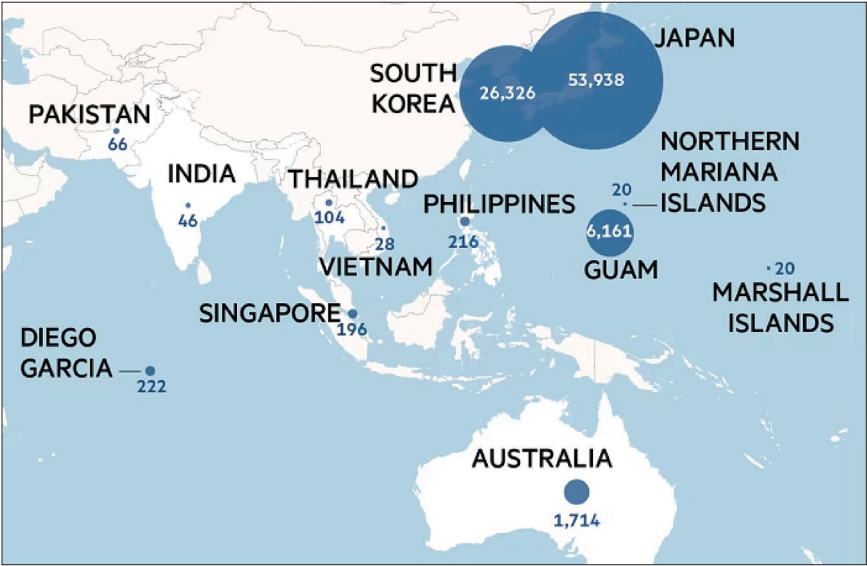 JAPAN
53,938
SOUTH
KOREA
26,326
PAKISTAN
66
INDIA
46
THAILAND
104
28
VIETNAM
PHILIPPINES
216
NORTHERN
MARIANA
ISLANDS
20
6,161
GUAM
20
MARSHALL
ISLANDS
SINGAPORE
196
DIEGO
GARCIA
222
AUSTRALIA
1,714